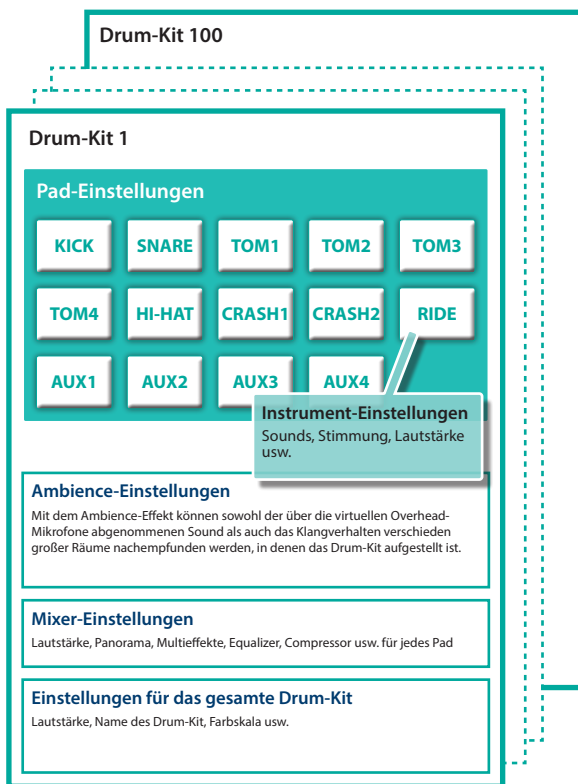 Drum-Kit 100
Drum-Kit 1
Pad-Einstellungen
KICK SNARE TOM1 TOM2 TOM3
TOM4 HI-HAT CRASH1 CRASH2 RIDE
AUX1 AUX2 AUX3 AUX4
Instrument-Einstellungen
Sounds, Stimmung, Lautstärke
usw.
Ambience-Einstellungen
Mit dem Ambience-Effekt können sowohl der über die virtuellen Overhead-
Mikrofone abgenommenen Sound als auch das Klangverhalten verschieden
großer Räume nachempfunden werden, in denen das Drum-Kit aufgestellt ist.
Mixer-Einstellungen
Lautstärke, Panorama, Multieffekte, Equalizer, Compressor usw. für jedes Pad
Einstellungen für das gesamte Drum-Kit
Lautstärke, Name des Drum-Kit, Farbskala usw.